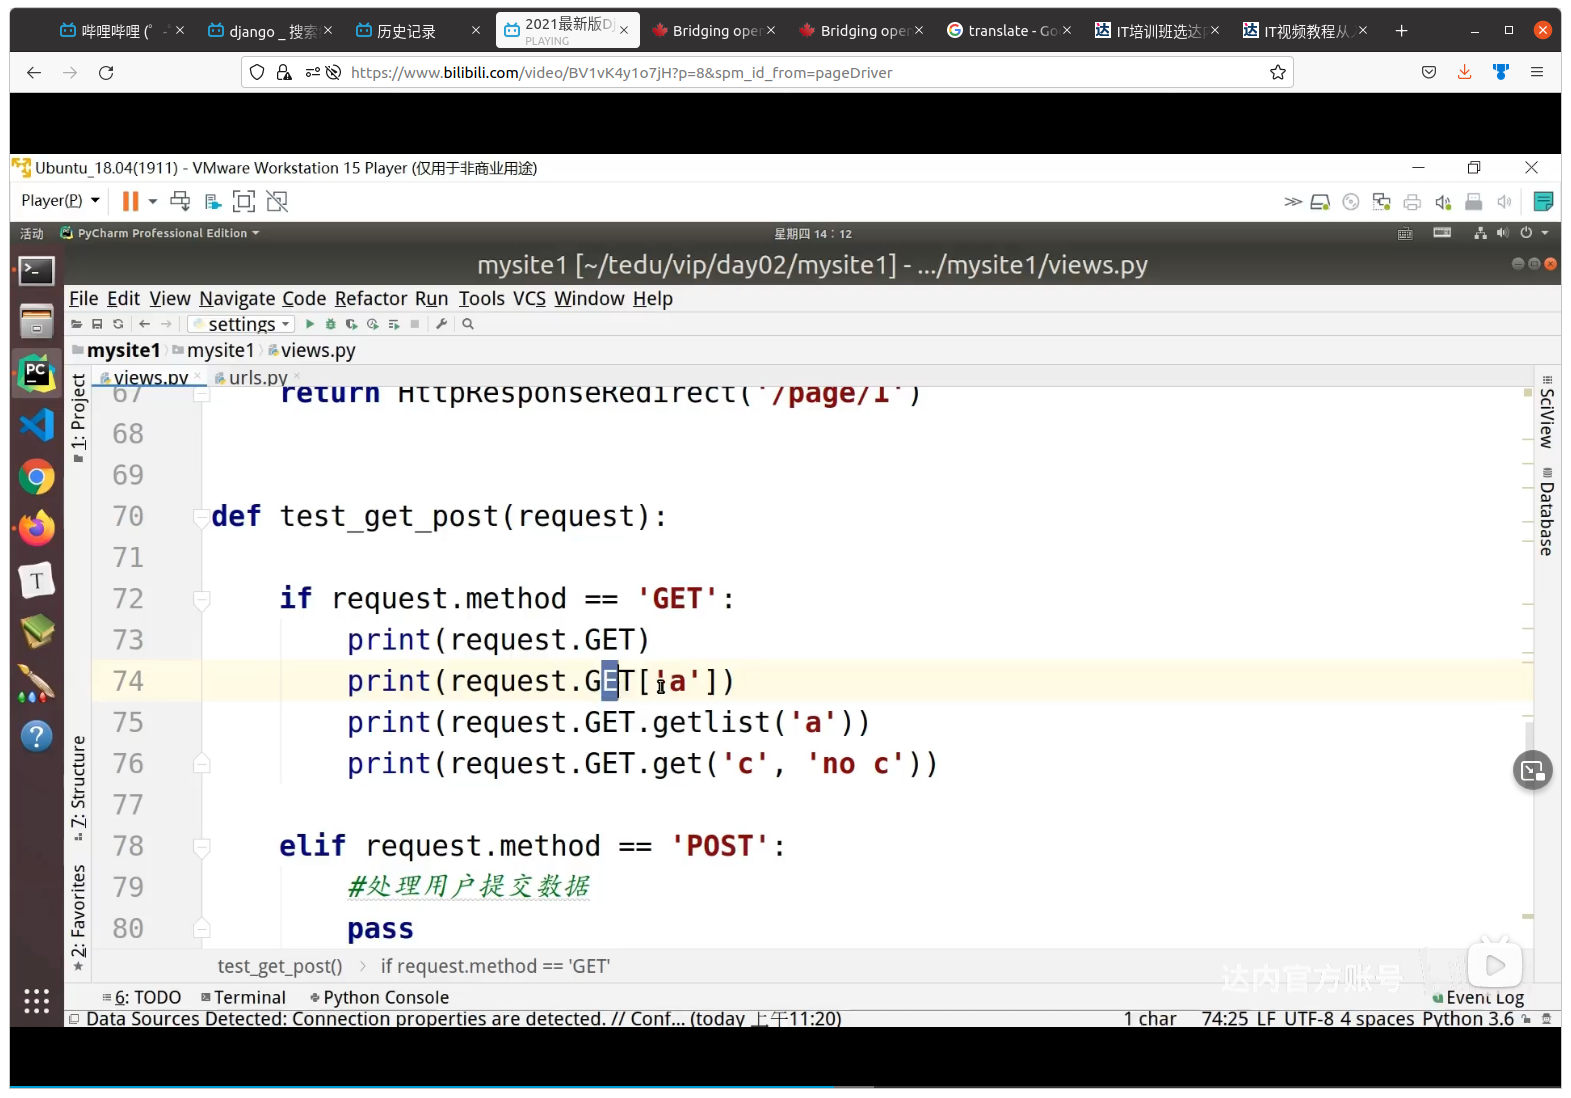 哔哩哔哩 (゜-
django _ 搜索
历史记录
2021最新版Dj
PLAYING
Bridging oper
Bridging oper
translate - Go
IT培训班选达内
IT视频教程从入
https://www.bilibili.com/video/BV1vK4y1o7jH?p=8&spm_id_from=pageDriver
Ubuntu_18.04(1911) - VMware Workstation 15 Player (仅用于非商业用途)
Player(P)
活动 PyCharm Professional Edition 星期四 14:12
mysite1 [~/tedu/vip/day02/mysite1] - .../mysite1/views.py
File Edit View Navigate Code Refactor Run Tools VCS Window Help
settings
mysite1 mysite1 views.py
views.py urls.py
67 return HttpResponseRedirect('/page/1')
68
69
70 def test_get_post(request):
71
72 if request.method == 'GET':
73 print(request.GET)
74 print(request.GET['a'])
75 print(request.GET.getlist('a'))
76 print(request.GET.get('c', 'no c'))
77
78 elif request.method == 'POST':
79 #处理用户提交数据
80 pass
1: Project
7: Structure
2: Favorites
SciView
Database
test_get_post() if request.method == 'GET'
达内官方账号
6: TODO Terminal Python Console Event Log
Data Sources Detected: Connection properties are detected. // Conf... (today 上午11:20) 1 char 74:25 LF UTF-8 4 spaces Python 3.6